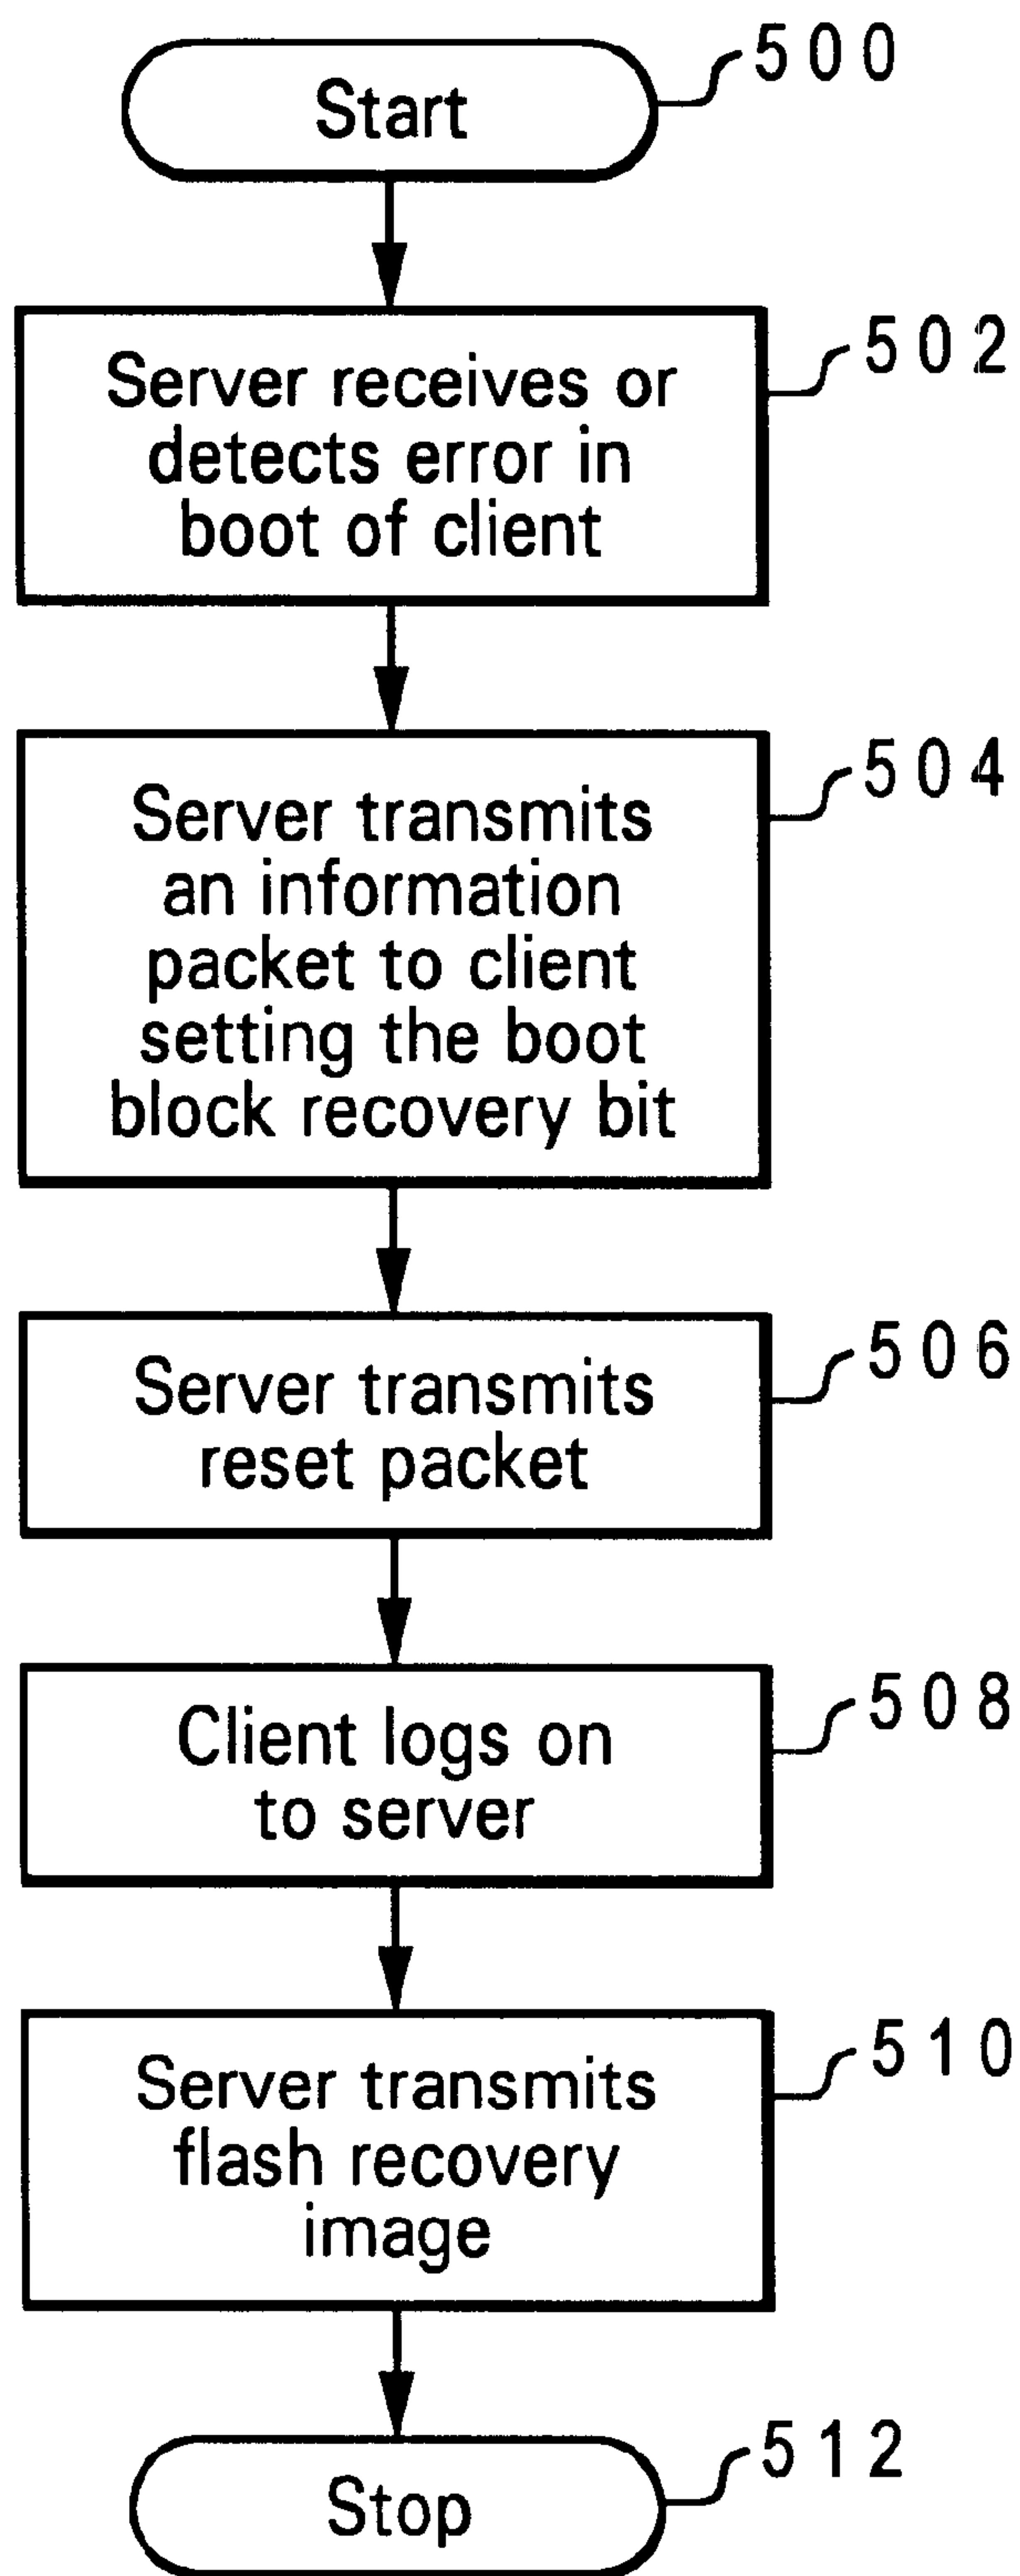 Start
500
Server receives or
detects error in
boot of client
502
Server transmits
an information
packet to client
setting the boot
block recovery bit
504
Server transmits
reset packet
506
Client logs on
to server
508
Server transmits
flash recovery
image
510
Stop
512